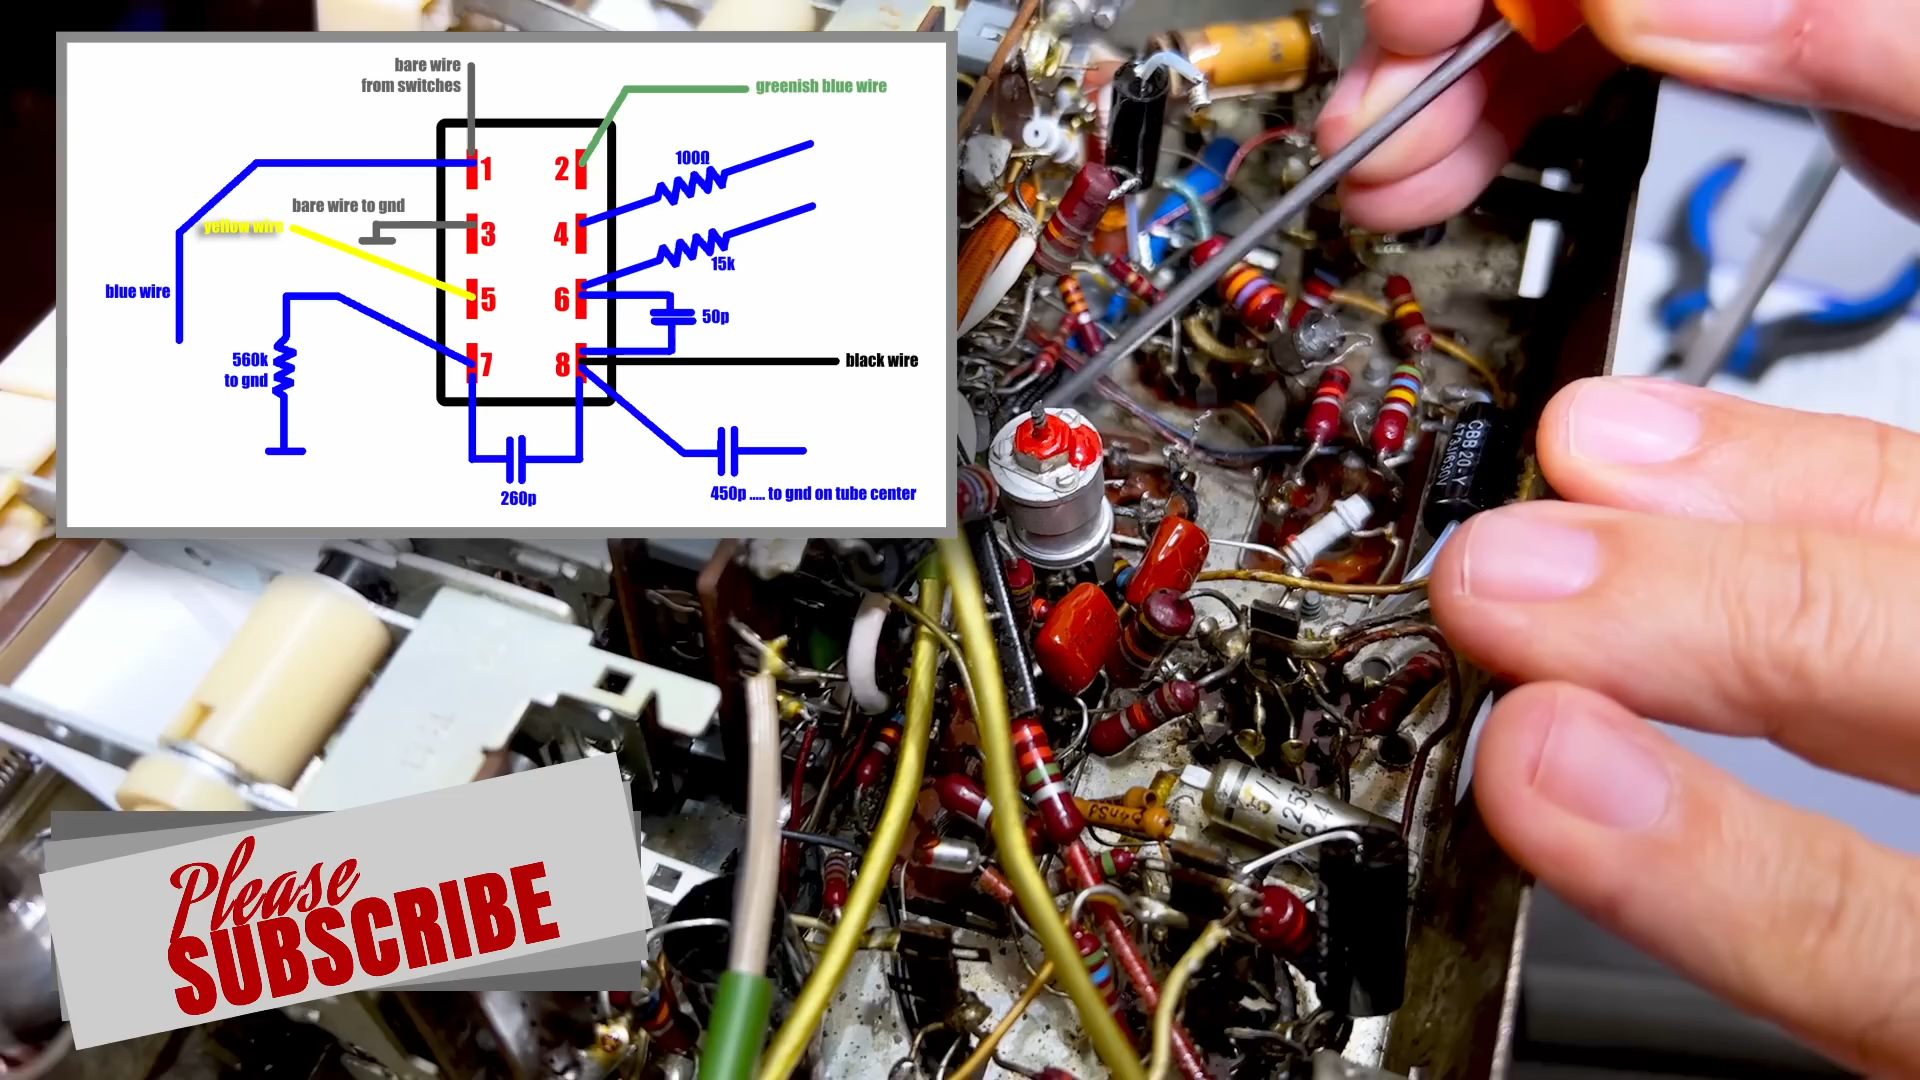 bare wire
from switches
greenish blue wire
100Ω
1
2
bare wire to gnd
yellow wire
3
4
15k
blue wire
5
6
50p
560k
to gnd
7
8
black wire
260p
450p ..... to gnd on tube center
CBB 20-Y
473J/630V
Please
SUBSCRIBE